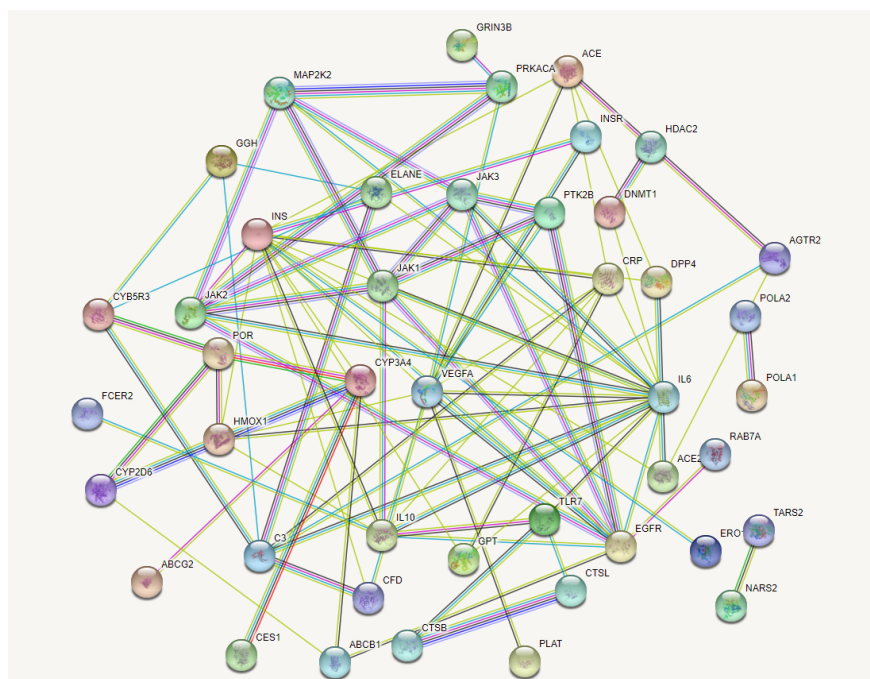 GRIN3B
ACE
MAP2K2
PRKACA
INSR
HDAC2
GGH
ELANE
JAK3
PTK2B
DNMT1
INS
AGTR2
JAK1
CRP
DPP4
CYB5R3
JAK2
POLA2
POR
CYP3A4
VEGFA
IL6
POLA1
FCER2
HMOX1
RAB7A
ACE2
CYP2D6
TLR7
TARS2
C3
IL10
GPT
EGFR
ERO1
ABCG2
CFD
CTSL
NARS2
CES1
ABCB1
CTSB
PLAT